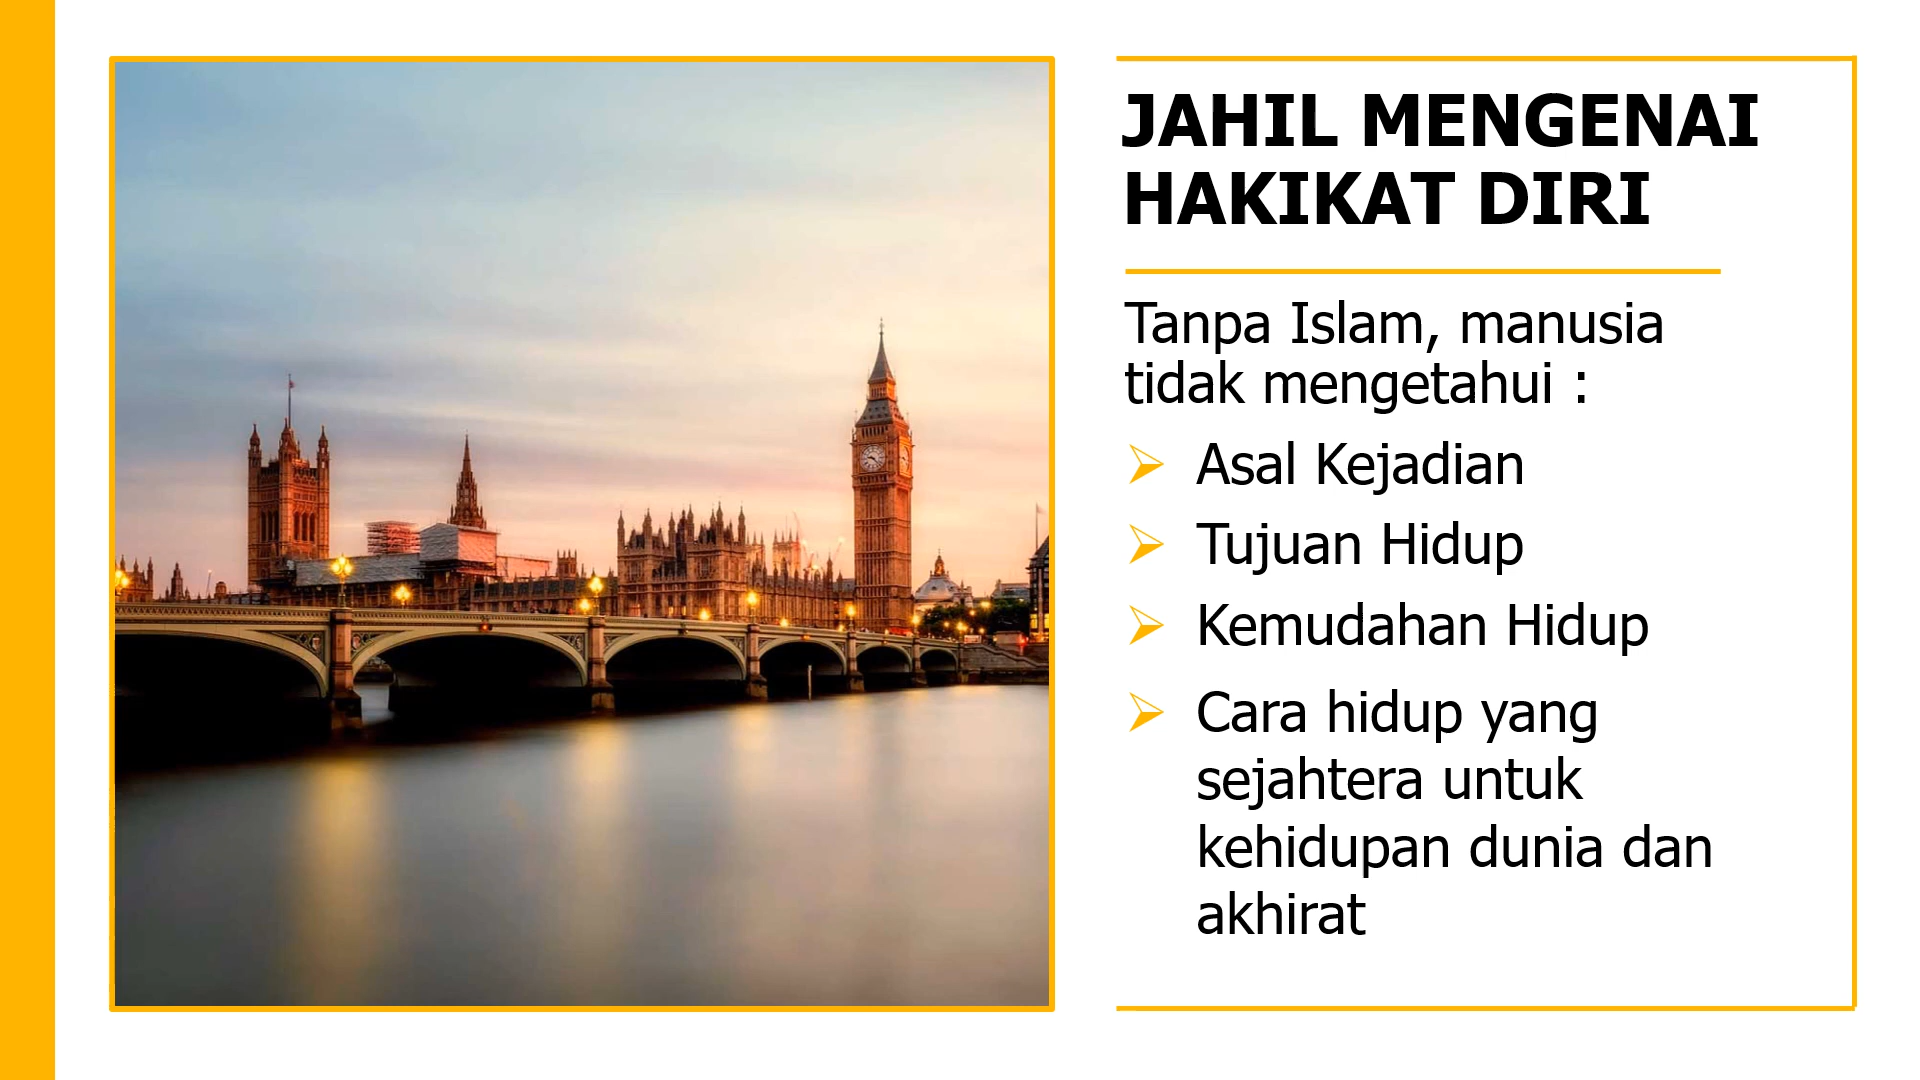 JAHIL MENGENAI
HAKIKAT DIRI
Tanpa Islam, manusia
tidak mengetahui :
Asal Kejadian
Tujuan Hidup
Kemudahan Hidup
Cara hidup yang
sejahtera untuk
kehidupan dunia dan
akhirat